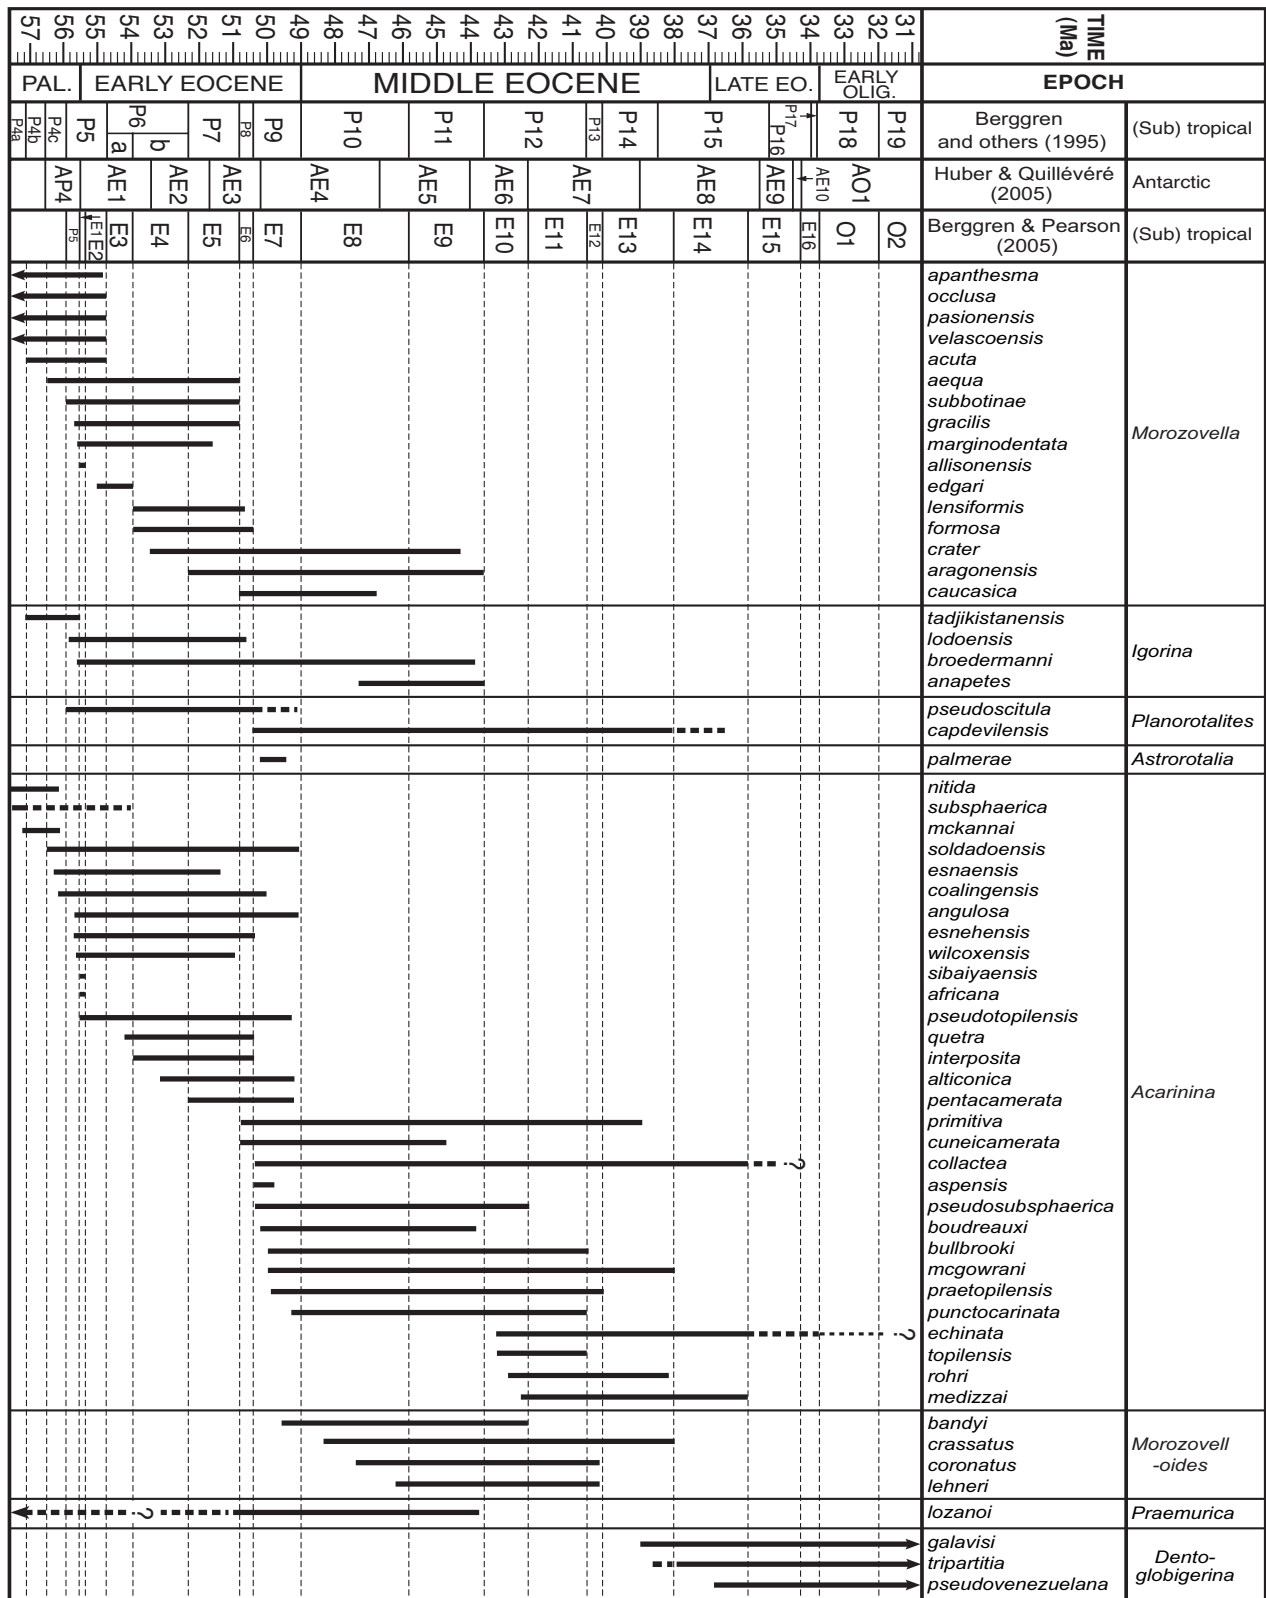 57 56 55 54 53 52 51 50 49 48 47 46 45 44 43 42 41 40 39 38 37 36 35 34 33 32 31 TIME
(Ma)
PAL. EARLY EOCENE MIDDLE EOCENE LATE EO. EARLY
OLIG. EPOCH
P4a P4b P4c P5 P6 a b P7 P8 P9 P10 P11 P12 P13 P14 P15 P16 P17 P18 P19 Berggren
and others (1995) (Sub) tropical
AP4 AE1 AE2 AE3 AE4 AE5 AE6 AE7 AE8 AE9 AE10 AO1 Huber & Quillévéré
(2005) Antarctic
P5 E1 E2 E3 E4 E5 E6 E7 E8 E9 E10 E11 E12 E13 E14 E15 E16 O1 O2 Berggren & Pearson
(2005) (Sub) tropical
apanthesma
occlusa
pasionensis
velascoensis
acuta
aequa
subbotinae
gracilis
marginodentata
Morozovella
allisonensis
edgari
lensiformis
formosa
crater
aragonensis
caucasica
tadjikistanensis
lodoensis
Igorina
broedermanni
anapetes
pseudoscitula
Planorotalites
capdevilensis
palmerae Astrorotalia
nitida
subsphaerica
mckannai
soldadoensis
esnaensis
coalingensis
angulosa
esnehensis
wilcoxensis
sibaiyaensis
africana
pseudotopilensis
quetra
interposita
alticonica
Acarinina
pentacamerata
primitiva
cuneicamerata
? collactea
aspensis
pseudosubsphaerica
boudreauxi
bullbrooki
mcgowrani
praetopilensis
punctocarinata
? echinata
topilensis
rohri
medizzai
bandyi
crassatus Morozovell
coronatus -oides
lehneri
? lozanoi Praemurica
galavisi
tripartitia Dento-
globigerina
pseudovenezuelana